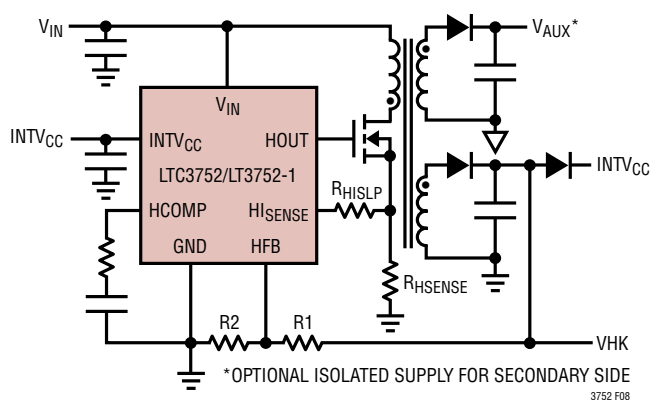 VIN
VAUX*
VIN
INTVCC
INTVCC
HOUT
INTVCC
LTC3752/LT3752-1
RHISLP
HCOMP
HISENSE
GND
HFB
RHSENSE
R2
R1
VHK
*OPTIONAL ISOLATED SUPPLY FOR SECONDARY SIDE
3752 F08